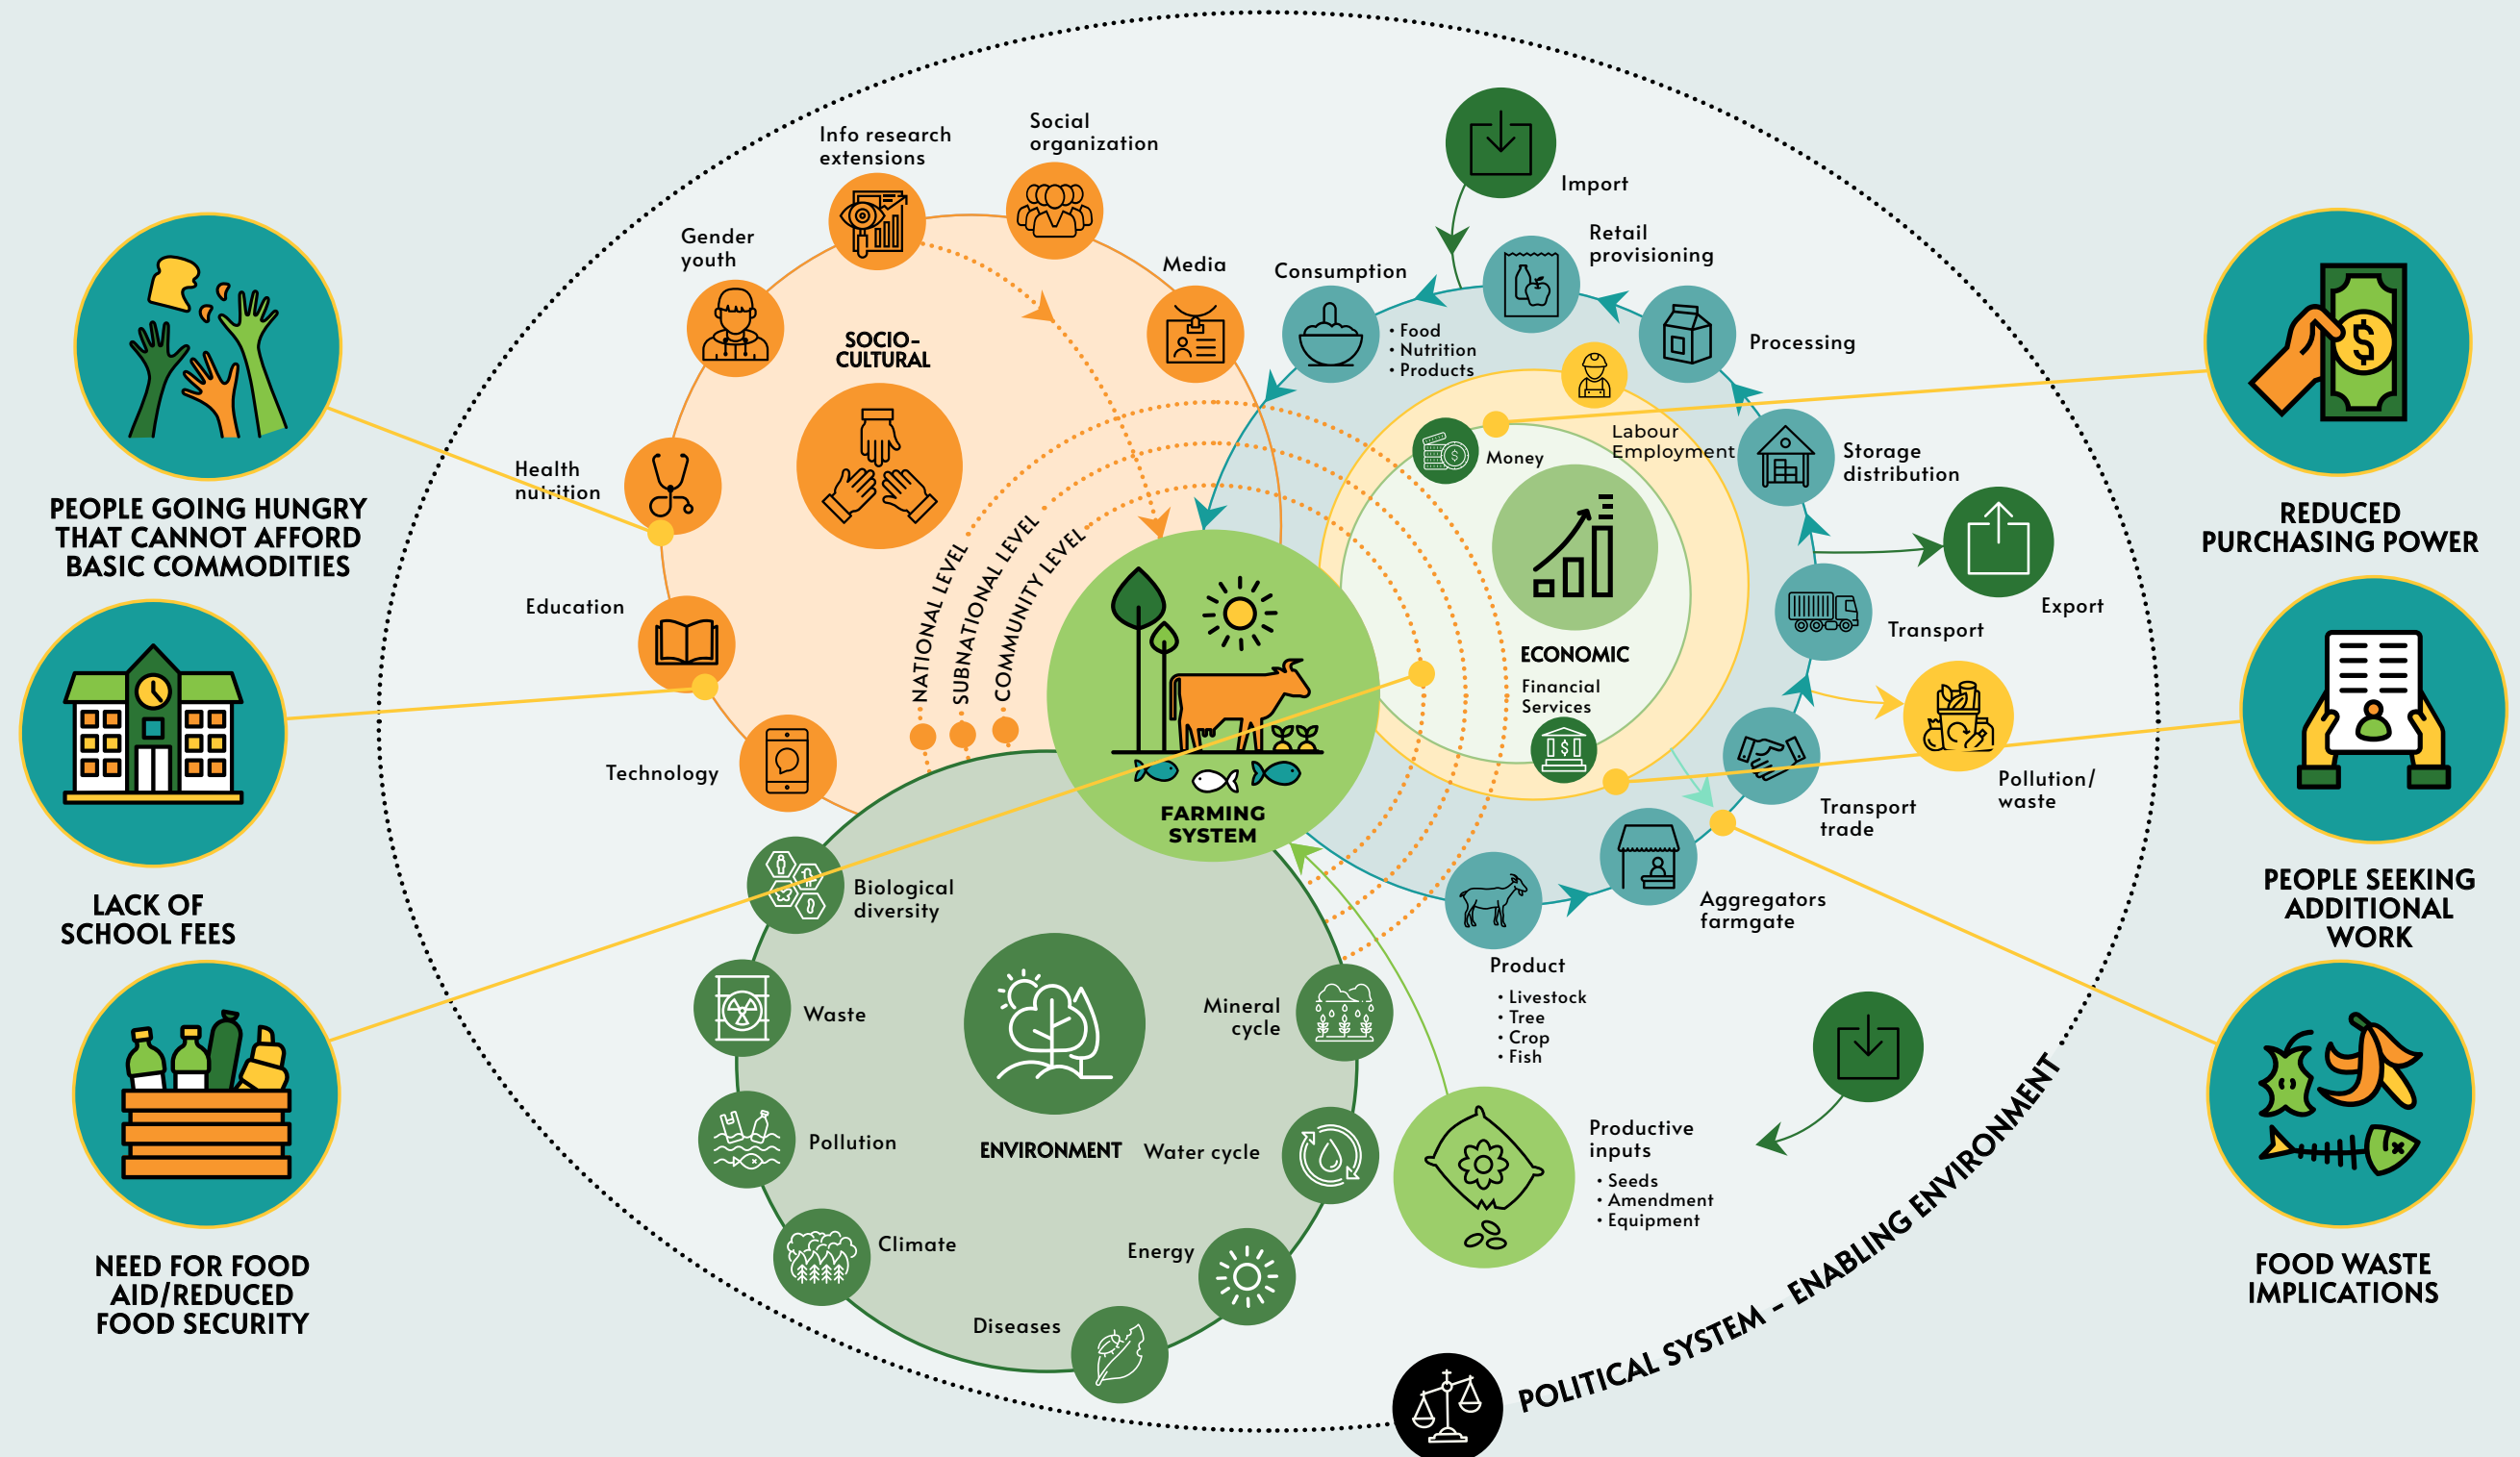 PEOPLE GOING HUNGRY
THAT CANNOT AFFORD
BASIC COMMODITIES
LACK OF
SCHOOL FEES
NEED FOR FOOD
AID/REDUCED
FOOD SECURITY
Info research
extensions
Social
organization
Gender
youth
Media
SOCIO-
CULTURAL
Health
nutrition
Education
Technology
NATIONAL LEVEL
SUBNATIONAL LEVEL
COMMUNITY LEVEL
Import
Retail
provisioning
Consumption
• Food
• Nutrition
• Products
Processing
Labour
Employment
Money
$
Storage
distribution
Export
Transport
ECONOMIC
Financial
Services
$
Pollution/
waste
Transport
trade
Aggregators
farmgate
Product
• Livestock
• Tree
• Crop
• Fish
FARMING
SYSTEM
Biological
diversity
Waste
Pollution
Climate
Diseases
Energy
Water cycle
Mineral
cycle
ENVIRONMENT
Productive
inputs
• Seeds
• Amendment
• Equipment
POLITICAL SYSTEM - ENABLING ENVIRONMENT
$
REDUCED
PURCHASING POWER
PEOPLE SEEKING
ADDITIONAL
WORK
FOOD WASTE
IMPLICATIONS